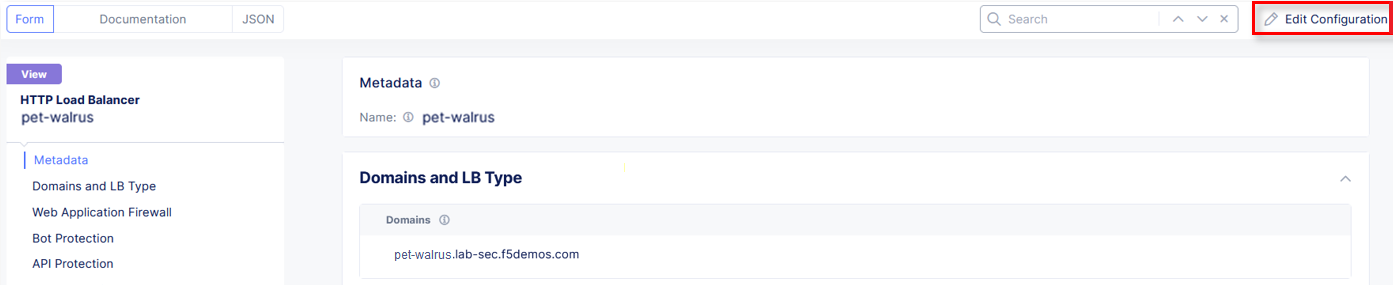 Form Documentation JSON Search Edit Configuration
View
HTTP Load Balancer
pet-walrus
Metadata
Domains and LB Type
Web Application Firewall
Bot Protection
API Protection
Metadata
Name: pet-walrus
Domains and LB Type
Domains
pet-walrus.lab-sec.f5demos.com